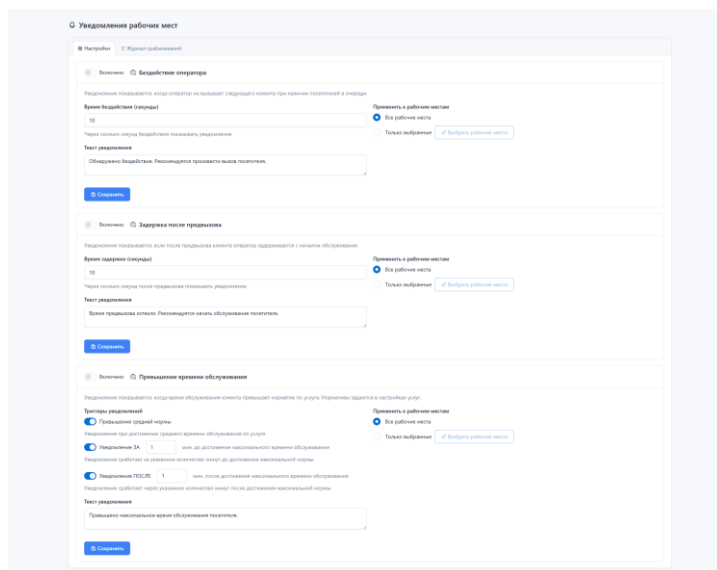 Уведомления рабочих мест
Настройки Журнал срабатываний
Включено Бездействие оператора
Уведомление показывается, когда оператор не вызывает следующего клиента при наличии посетителей в очереди.
Время бездействия (секунды) Применить к рабочим местам
10 Все рабочие места
Через сколько секунд бездействия показывать уведомление Только выбранные Выбрать рабочие места
Текст уведомления
Обнаружено бездействие. Рекомендуется произвести вызов посетителя.
Сохранить
Включено Задержка после предвызова
Уведомление показывается, если после предвызова клиента оператор задерживается с началом обслуживания.
Время задержки (секунды) Применить к рабочим местам
10 Все рабочие места
Через сколько секунд после предвызова показывать уведомление Только выбранные Выбрать рабочие места
Текст уведомления
Время предвызова истекло. Рекомендуется начать обслуживание посетителя.
Сохранить
Включено Превышение времени обслуживания
Уведомление показывается, когда время обслуживания клиента превышает норматив по услуге. Нормативы задаются в настройках услуг.
Триггеры уведомлений Применить к рабочим местам
Превышение средней нормы Все рабочие места
Уведомление при достижении среднего времени обслуживания по услуге Только выбранные Выбрать рабочие места
Уведомление ЗА 1 мин. до достижения максимального времени обслуживания
Уведомление сработает за указанное количество минут до достижения максимальной нормы
Уведомление ПОСЛЕ 1 мин. после достижения максимального времени обслуживания
Уведомление сработает через указанное количество минут после достижения максимальной нормы
Текст уведомления
Превышено максимальное время обслуживания посетителя.
Сохранить